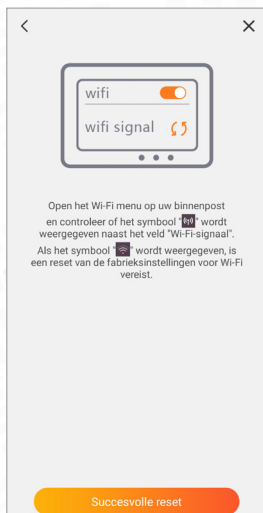 wifi
wifi signal
Open het Wi-Fi menu op uw binnenpost
en controleer of het symbool " " wordt
weergegeven naast het veld "Wi-Fi-signaal".
Als het symbool " " wordt weergegeven, is
een reset van de fabrieksinstellingen voor Wi-Fi
vereist.
Succesvolle reset